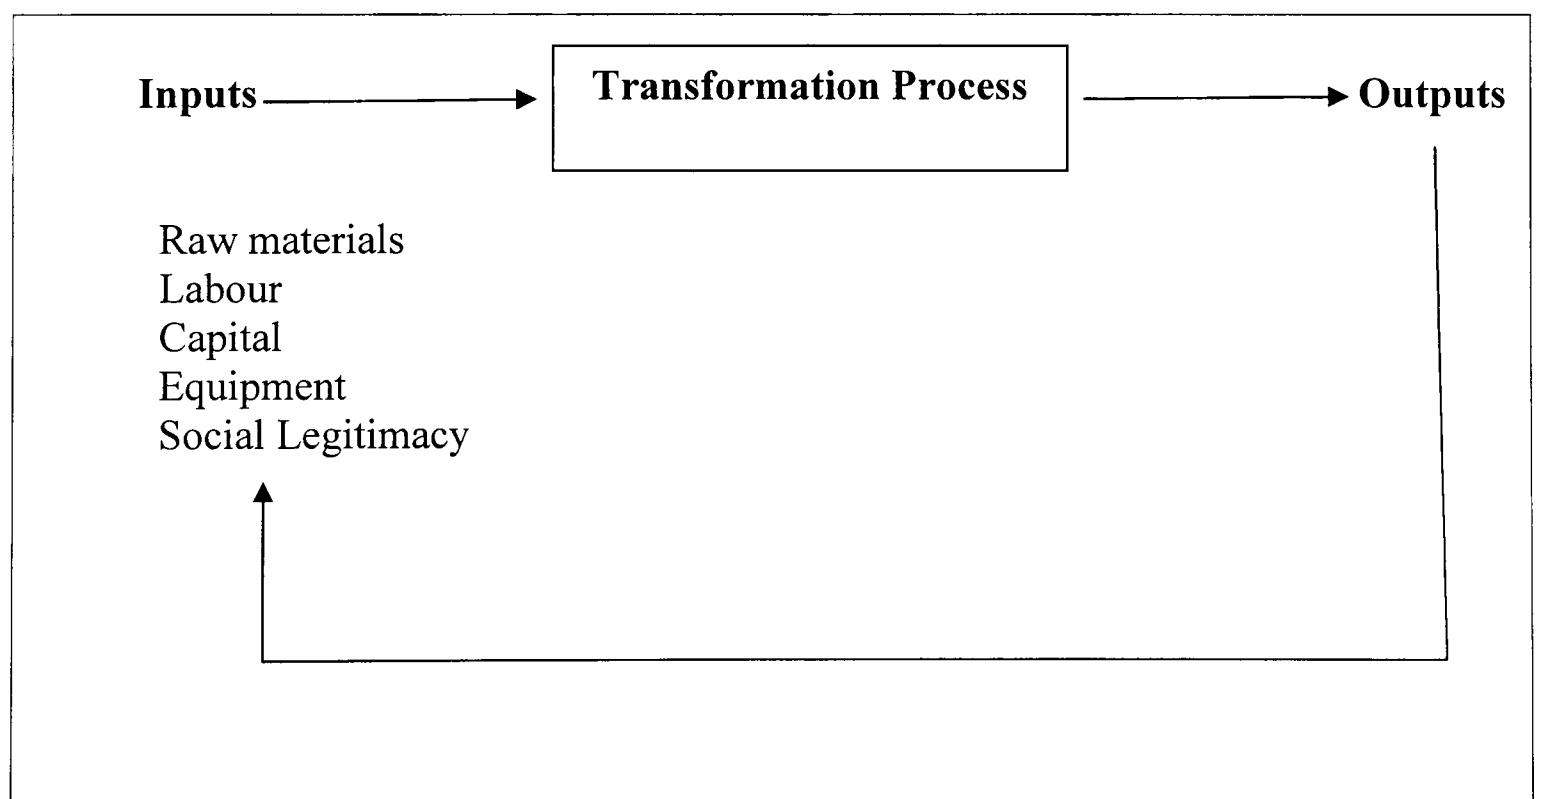 Inputs
Transformation Process
Outputs
Raw materials
Labour
Capital
Equipment
Social Legitimacy